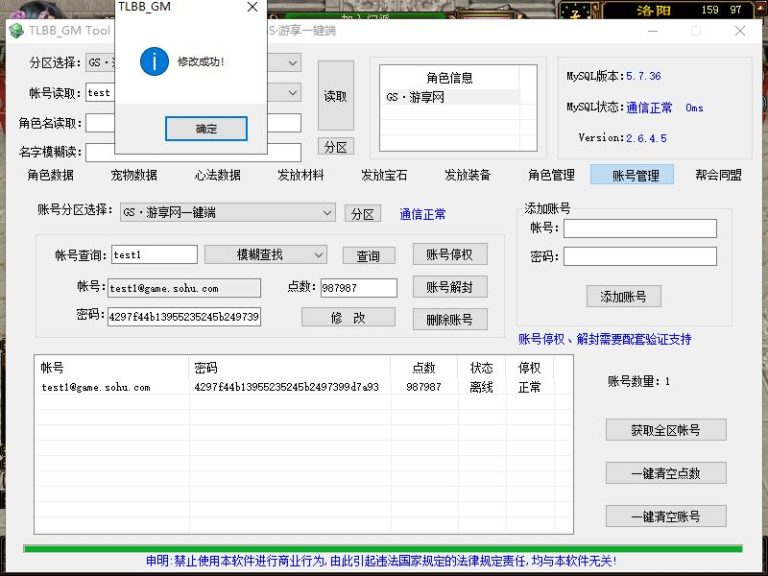 TLBB_GM
修改成功!
确定
洛阳 159 97
TLBB_GM Tool
S·游享一键端
分区选择: GS·
帐号读取: test
角色名读取:
名字模糊读:
读取
分区
角色信息
GS·游享网
MySQL版本:5.7.36
MySQL状态:通信正常 0ms
Version:2.6.4.5
角色数据 宠物数据 心法数据 发放材料 发放宝石 发放装备 角色管理 账号管理 帮会同盟
账号分区选择: GS·游享网一键端 分区 通信正常
帐号查询: test1 模糊查找 查询 账号停权
帐号: test1@game.sohu.com 点数: 987987 账号解封
密码: 4297f44b13955235245b249739 修 改 删除账号
添加账号
帐号:
密码:
添加账号
账号停权、解封需要配套验证支持
帐号 密码 点数 状态 停权
test1@game.sohu.com 4297f44b13955235245b2497399d7a93 987987 离线 正常
账号数量: 1
获取全区帐号
一键清空点数
一键清空账号
申明:禁止使用本软件进行商业行为,由此引起违法国家规定的法律规定责任,均与本软件无关!